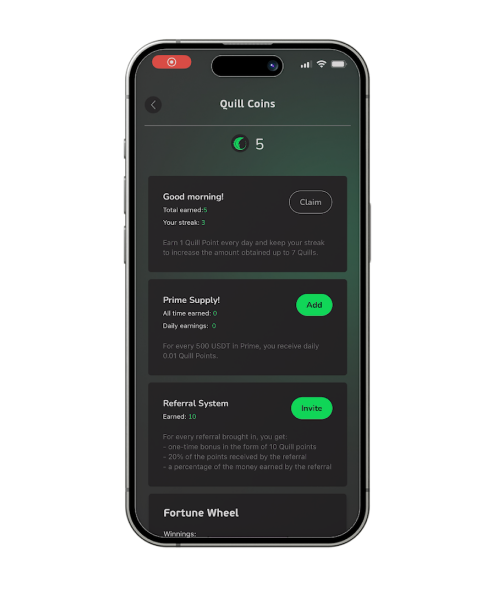 Quill Coins
5
Good morning!
Claim
Total earned:5
Your streak: 3
Earn 1 Quill Point every day and keep your streak
to increase the amount obtained up to 7 Quills.
Prime Supply!
Add
All time earned: 0
Daily earnings: 0
For every 500 USDT in Prime, you receive daily
0.01 Quill Points.
Referral System
Invite
Earned: 10
For every referral brought in, you get:
- one-time bonus in the form of 10 Quill points
- 20% of the points received by the referral
- a percentage of the money earned by the referral
Fortune Wheel
Winnings: